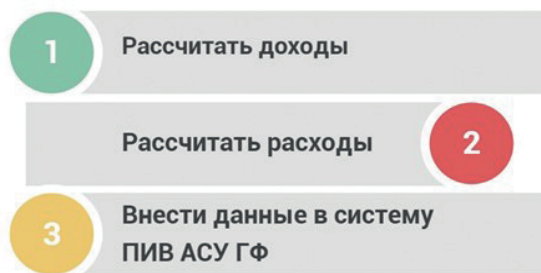 1
Рассчитать доходы
Рассчитать расходы
2
3
Внести данные в систему
ПИВ АСУ ГФ